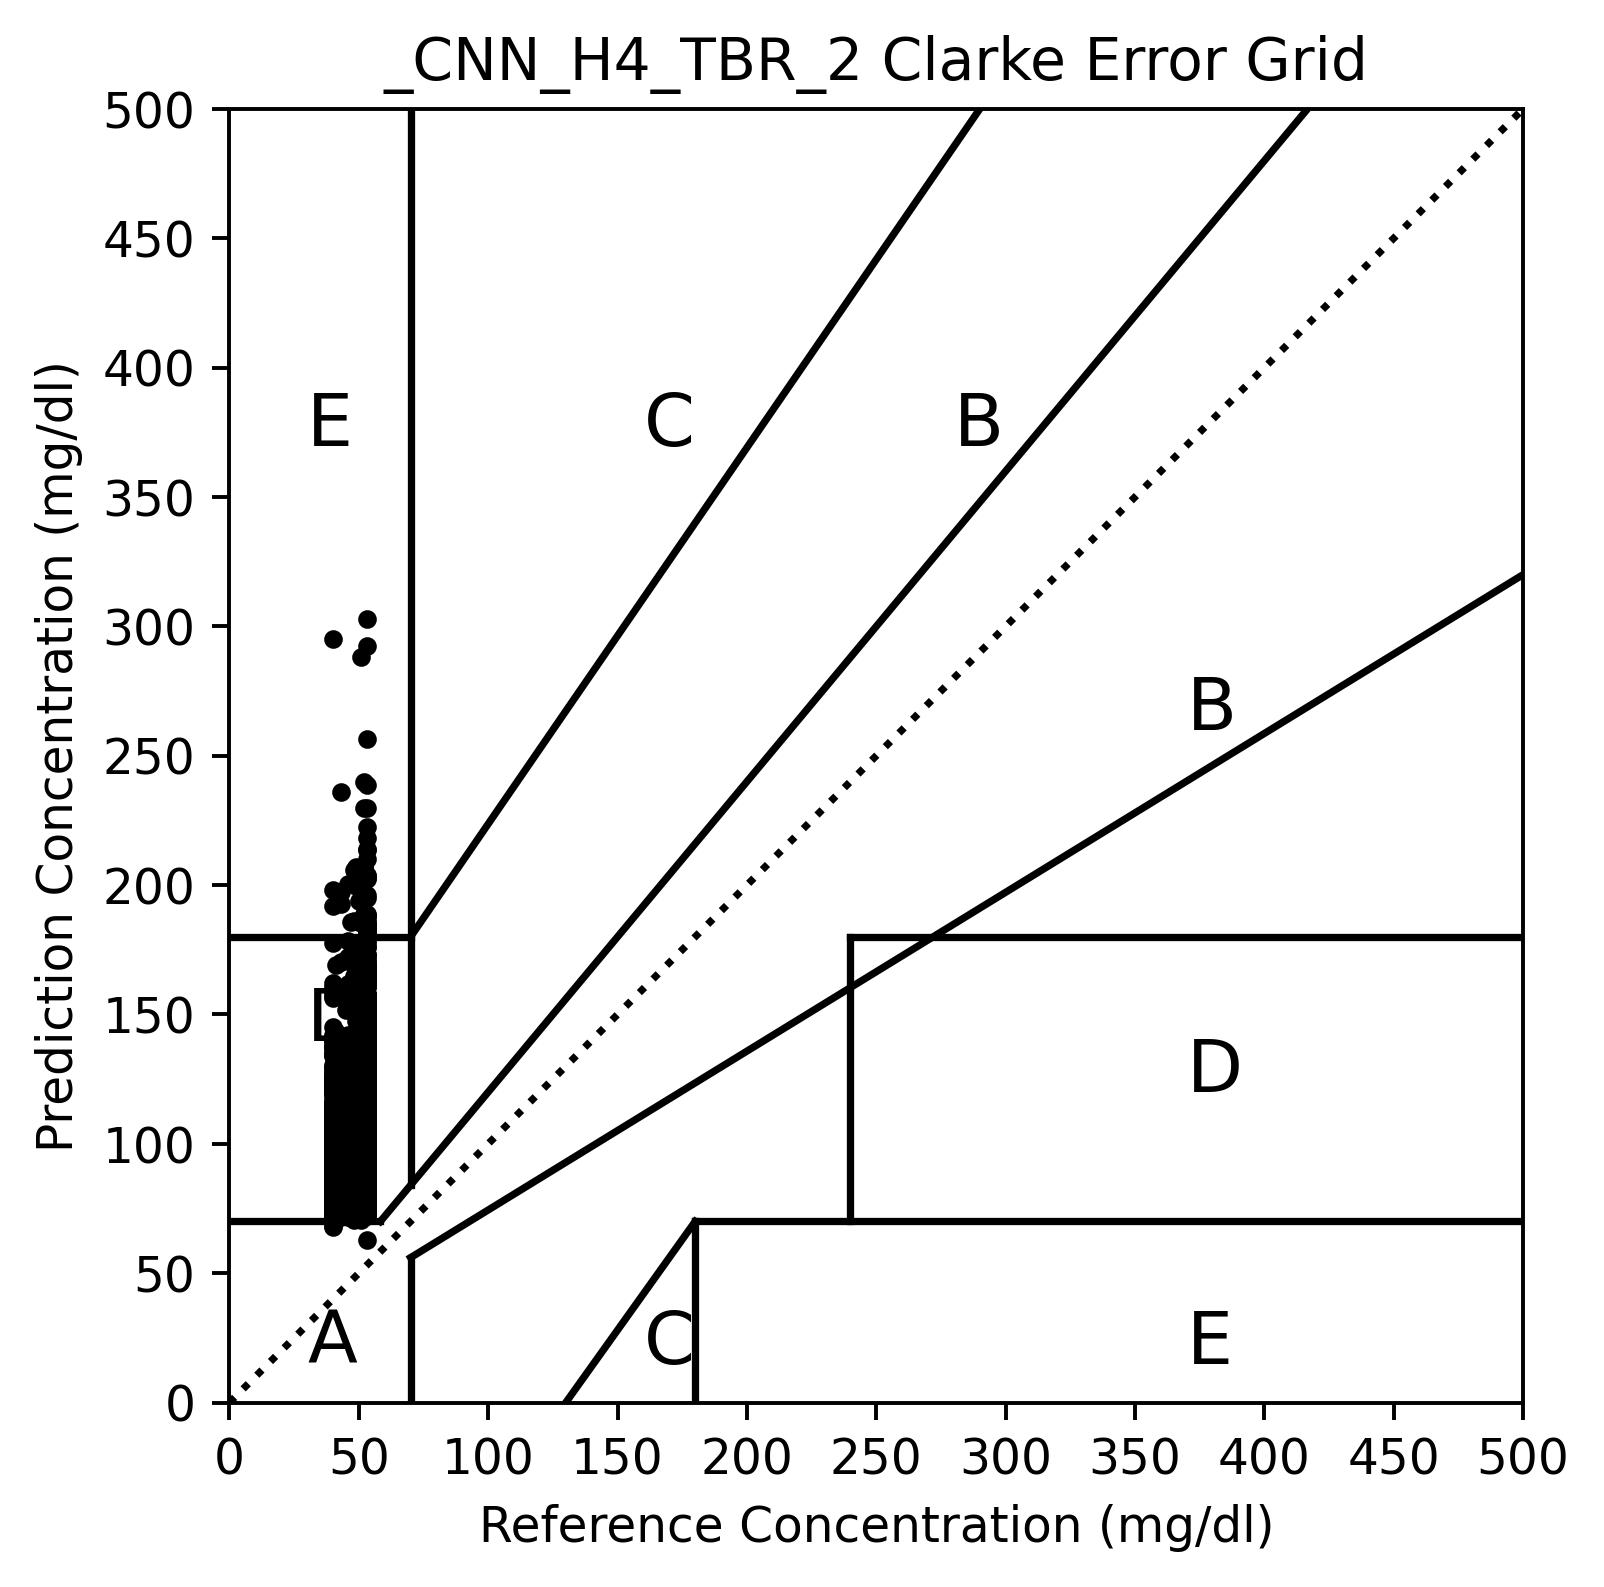 _CNN_H4_TBR_2 Clarke Error Grid
500
450
400
350
300
250
200
150
100
50
0
Prediction Concentration (mg/dl)
E
C
B
B
D
A
C
E
0 50 100 150 200 250 300 350 400 450 500
Reference Concentration (mg/dl)